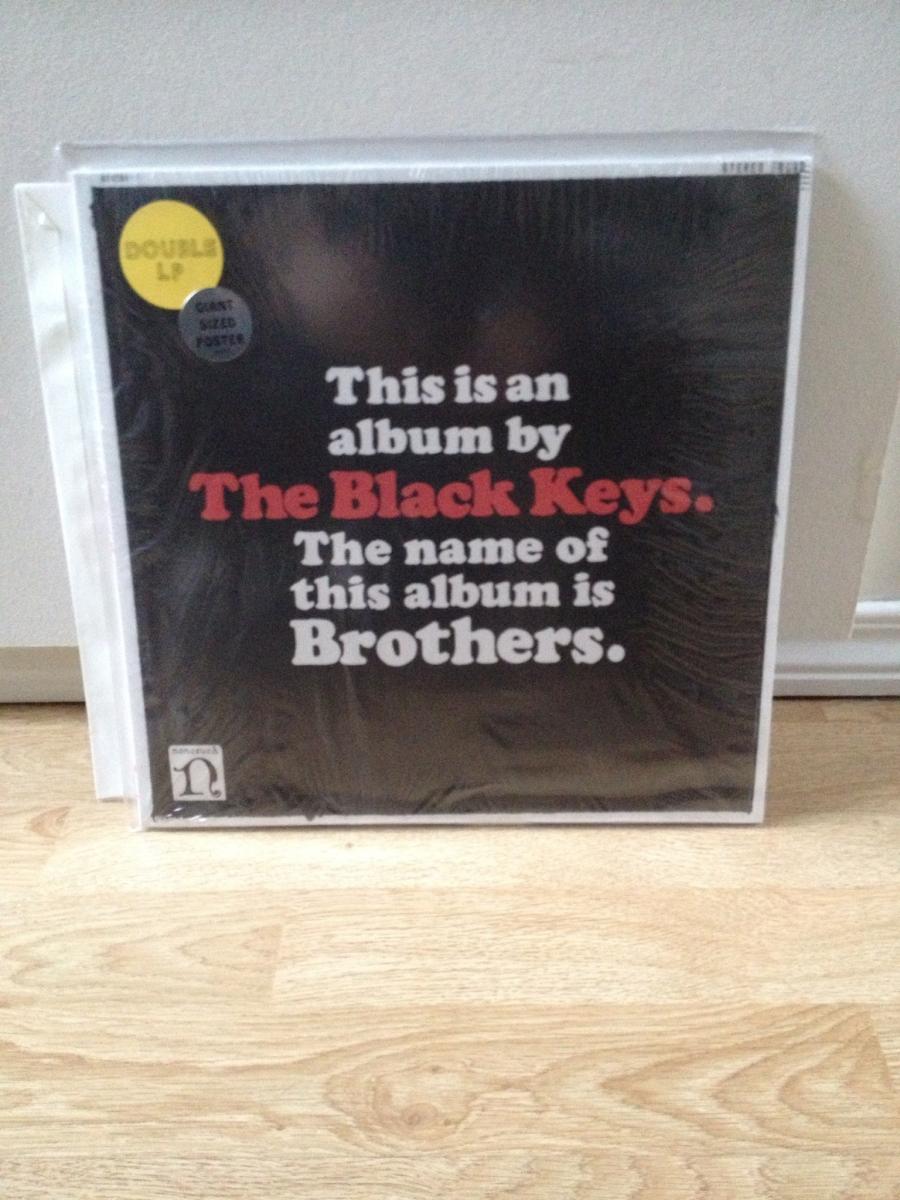 STEREO
DOUBLE
LP
GIANT
SIZED
POSTER
This is an
album by
The Black Keys.
The name of
this album is
Brothers.
nonesuch
n